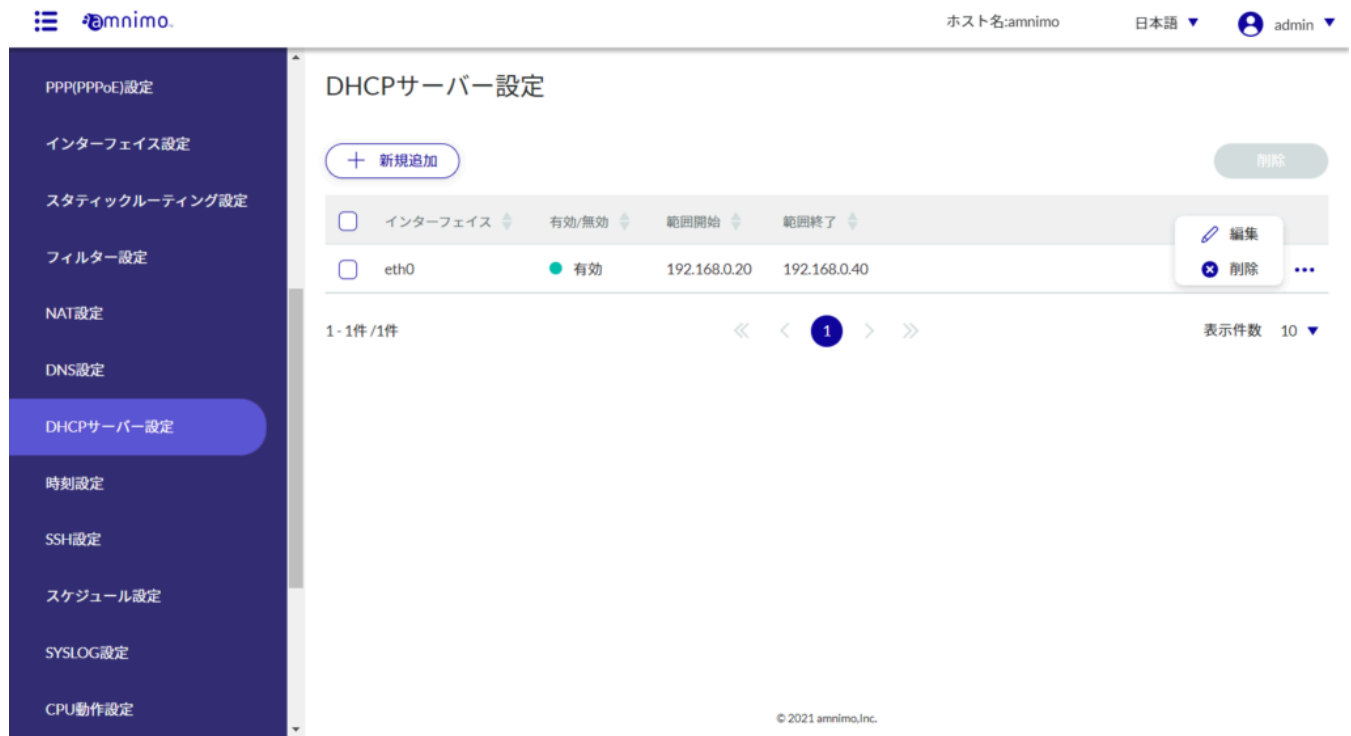 amnimo.
ホスト名:amnimo
日本語 ▼
admin ▼
PPP(PPPoE)設定
インターフェイス設定
スタティックルーティング設定
フィルター設定
NAT設定
DNS設定
DHCPサーバー設定
時刻設定
SSH設定
スケジュール設定
SYSLOG設定
CPU動作設定
DHCPサーバー設定
＋ 新規追加
削除
インターフェイス 有効/無効 範囲開始 範囲終了
eth0 有効 192.168.0.20 192.168.0.40
編集
削除
1 - 1件 /1件
1
表示件数 10 ▼
© 2021 amnimo,Inc.